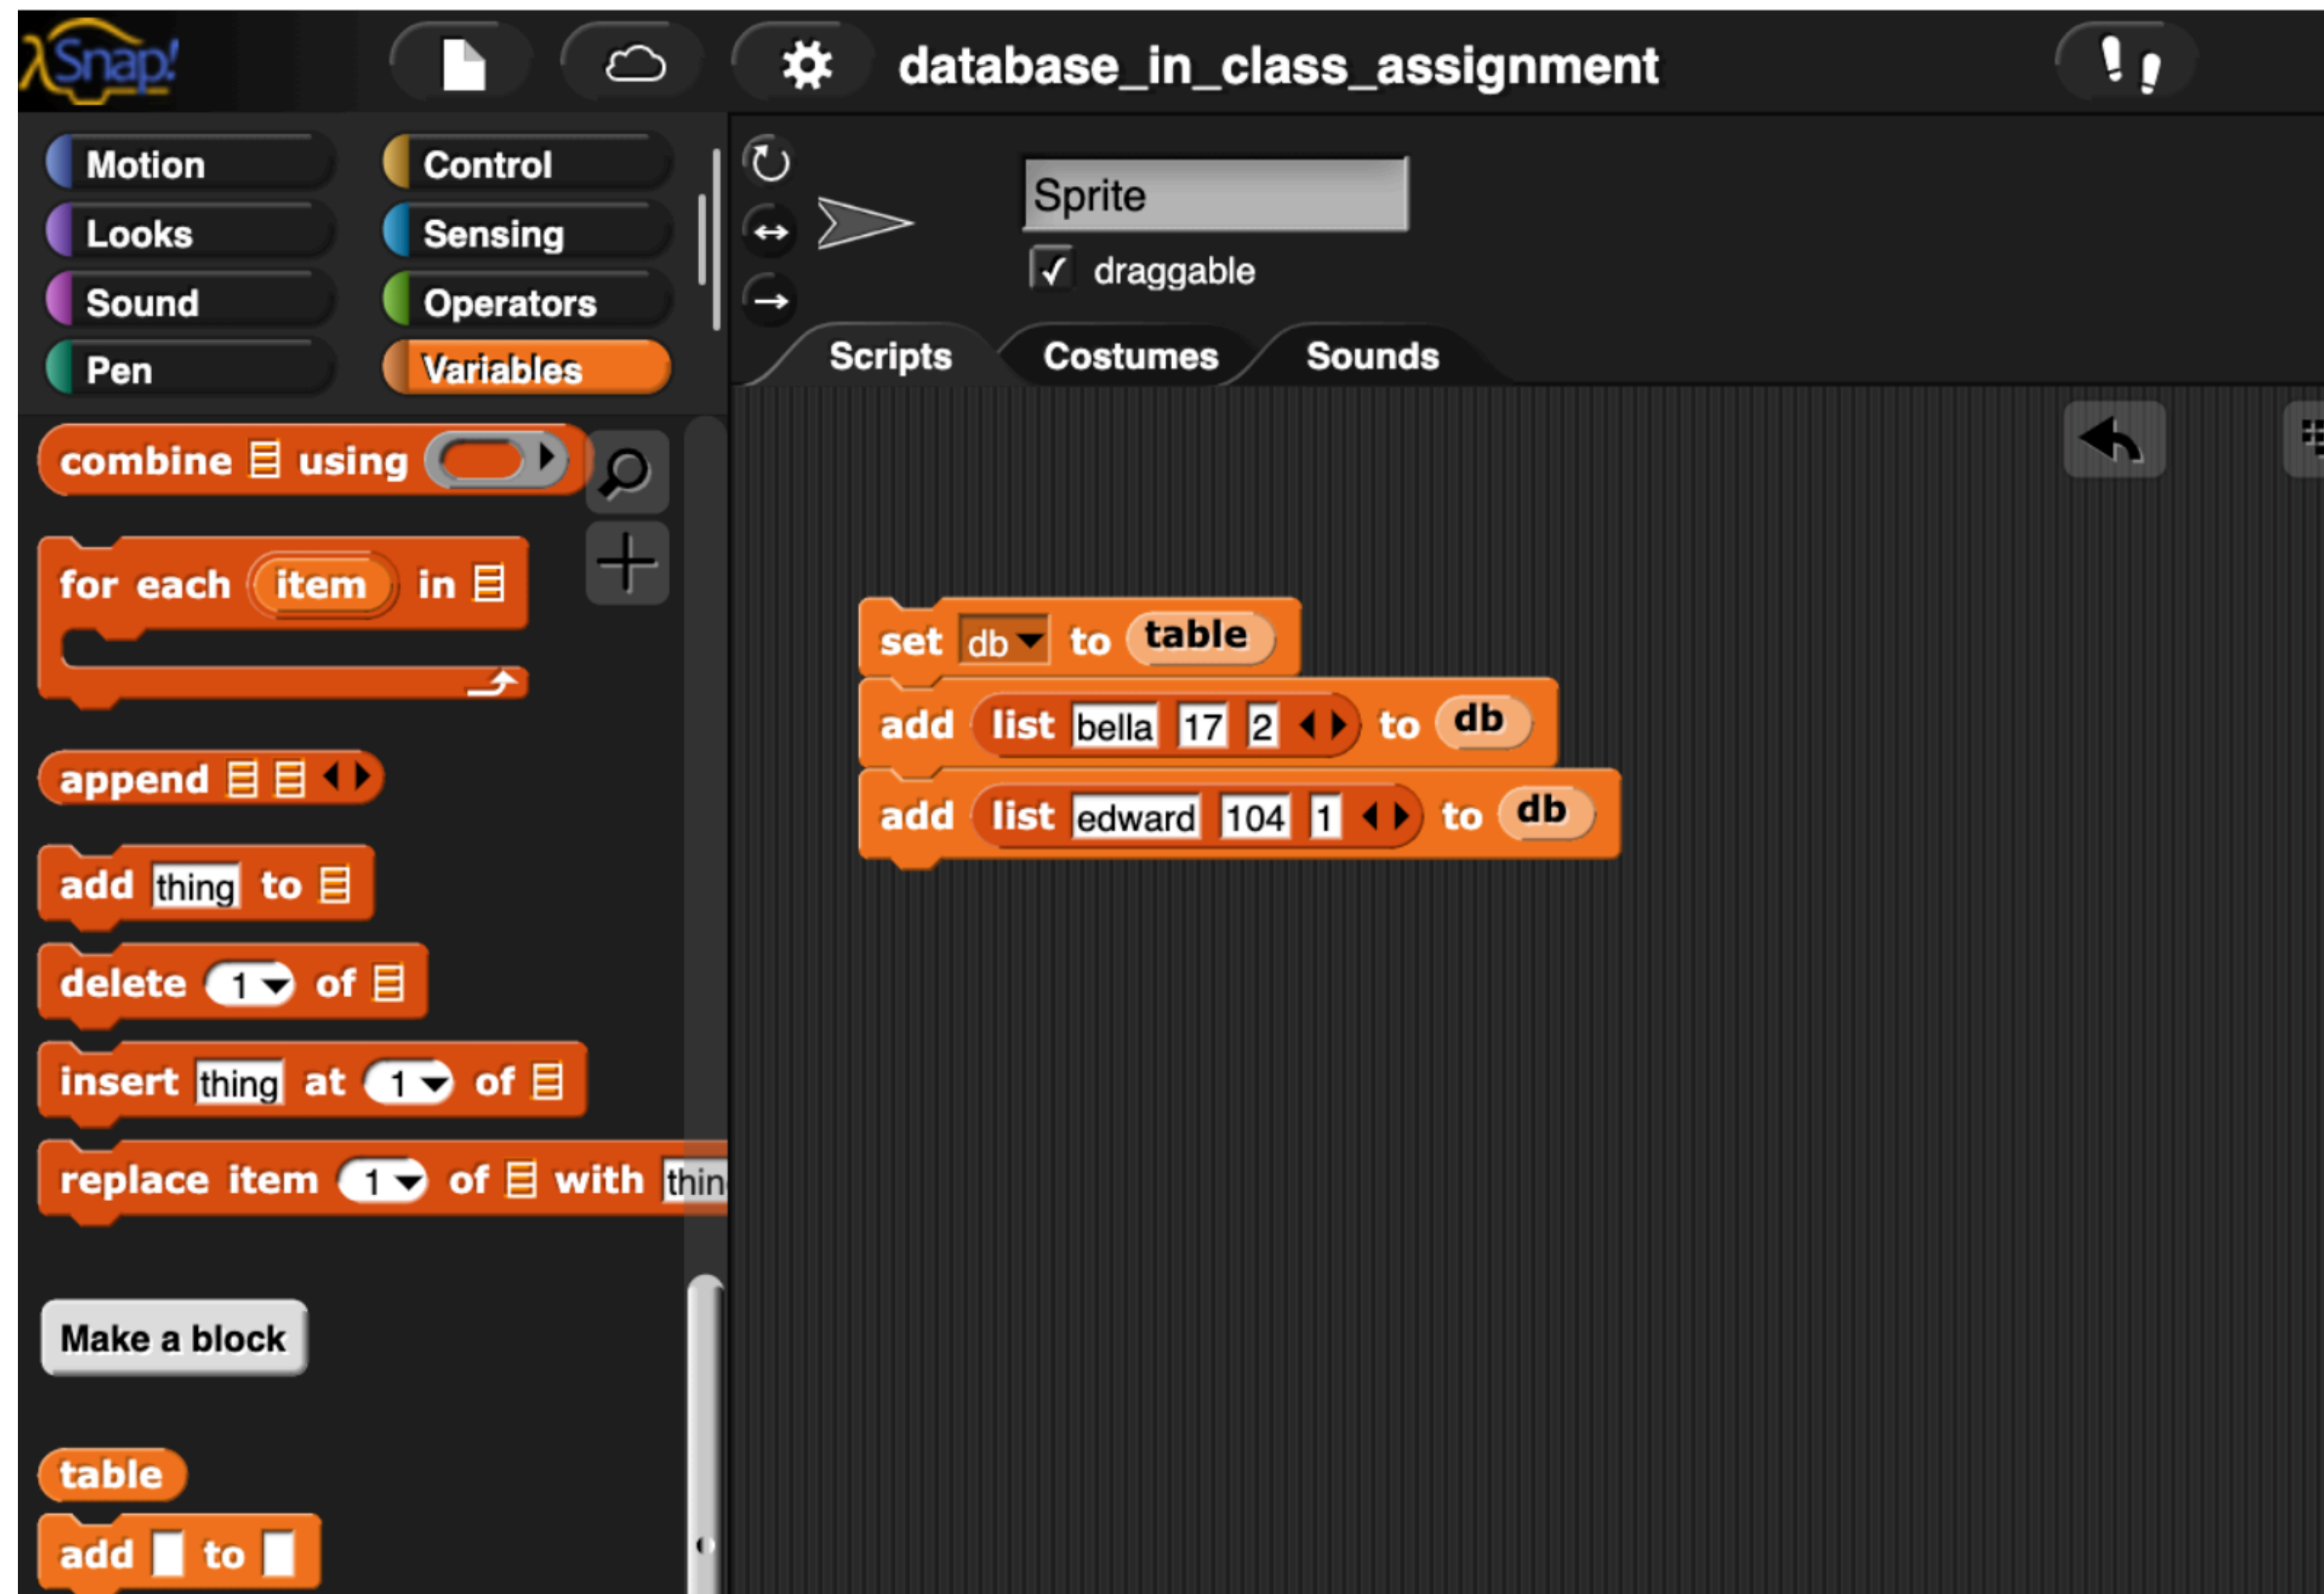 λSnap! database_in_class_assignment
Motion Control
Looks Sensing
Sound Operators
Pen Variables
Sprite
draggable
Scripts Costumes Sounds
combine using
for each item in
append
add thing to
delete 1 of
insert thing at 1 of
replace item 1 of with thin
Make a block
table
add to
set db to table
add list bella 17 2 to db
add list edward 104 1 to db